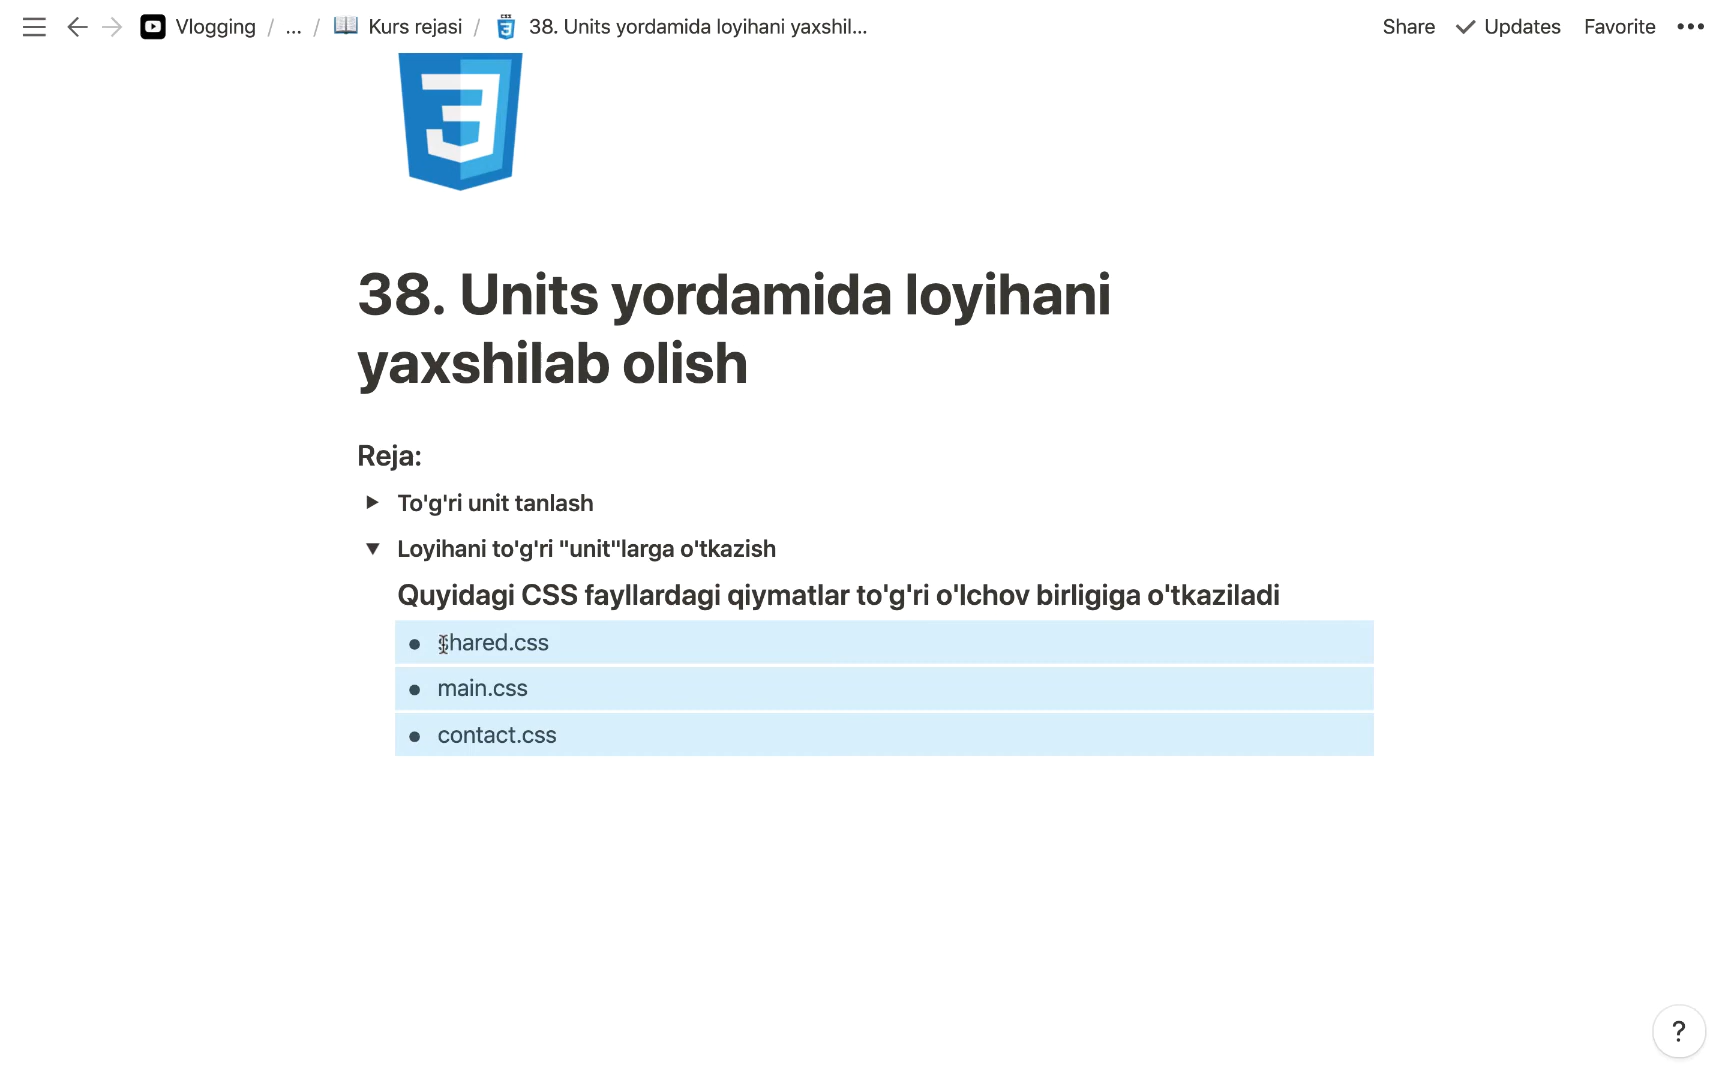 Vlogging / ... / Kurs rejasi / 38. Units yordamida loyihani yaxshil...
Share Updates Favorite
38. Units yordamida loyihani
yaxshilab olish
Reja:
To'g'ri unit tanlash
Loyihani to'g'ri "unit"larga o'tkazish
Quyidagi CSS fayllardagi qiymatlar to'g'ri o'lchov birligiga o'tkaziladi
shared.css
main.css
contact.css
?